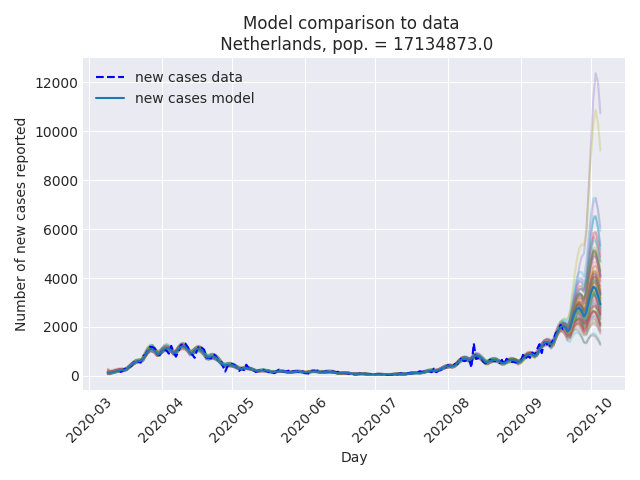 Model comparison to data
Netherlands, pop. = 17134873.0
new cases data
new cases model
12000
10000
8000
6000
4000
2000
0
Number of new cases reported
2020-03
2020-04
2020-05
2020-06
2020-07
2020-08
2020-09
2020-10
Day